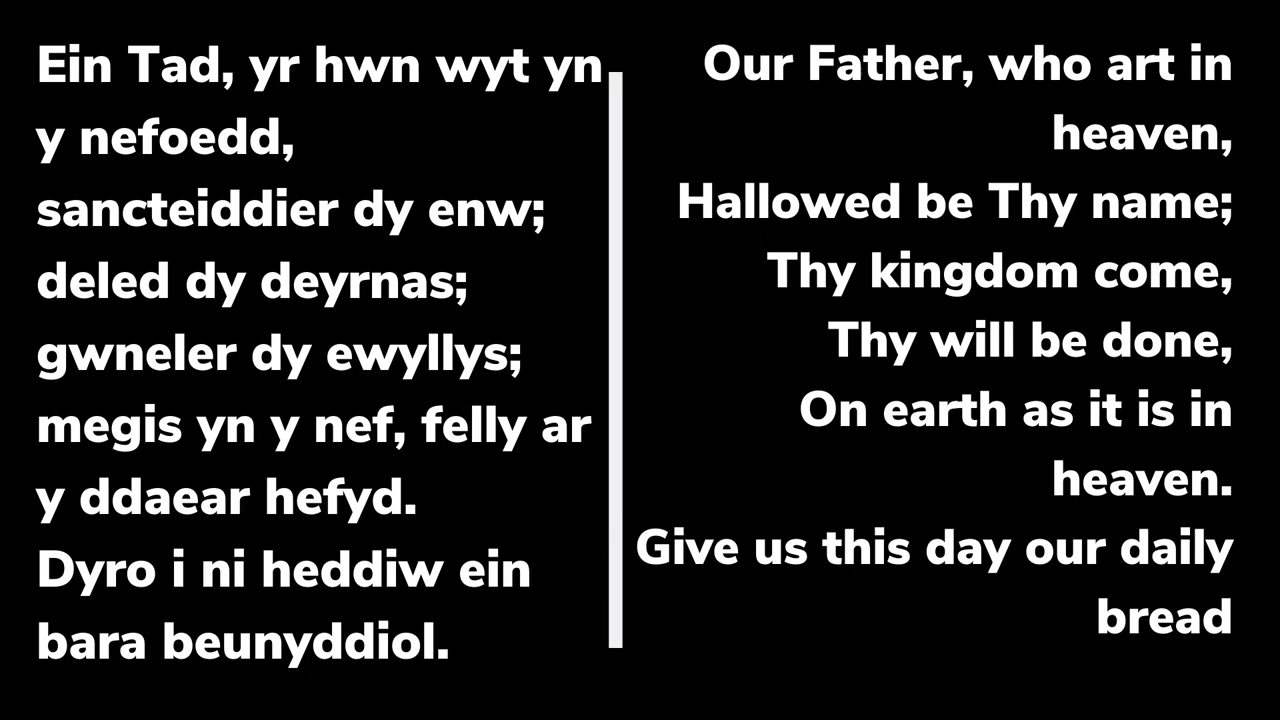 Ein Tad, yr hwn wyt yn
y nefoedd,
sancteiddier dy enw;
deled dy deyrnas;
gwneler dy ewyllys;
megis yn y nef, felly ar
y ddaear hefyd.
Dyro i ni heddiw ein
bara beunyddiol.
Our Father, who art in
heaven,
Hallowed be Thy name;
Thy kingdom come,
Thy will be done,
On earth as it is in
heaven.
Give us this day our daily
bread